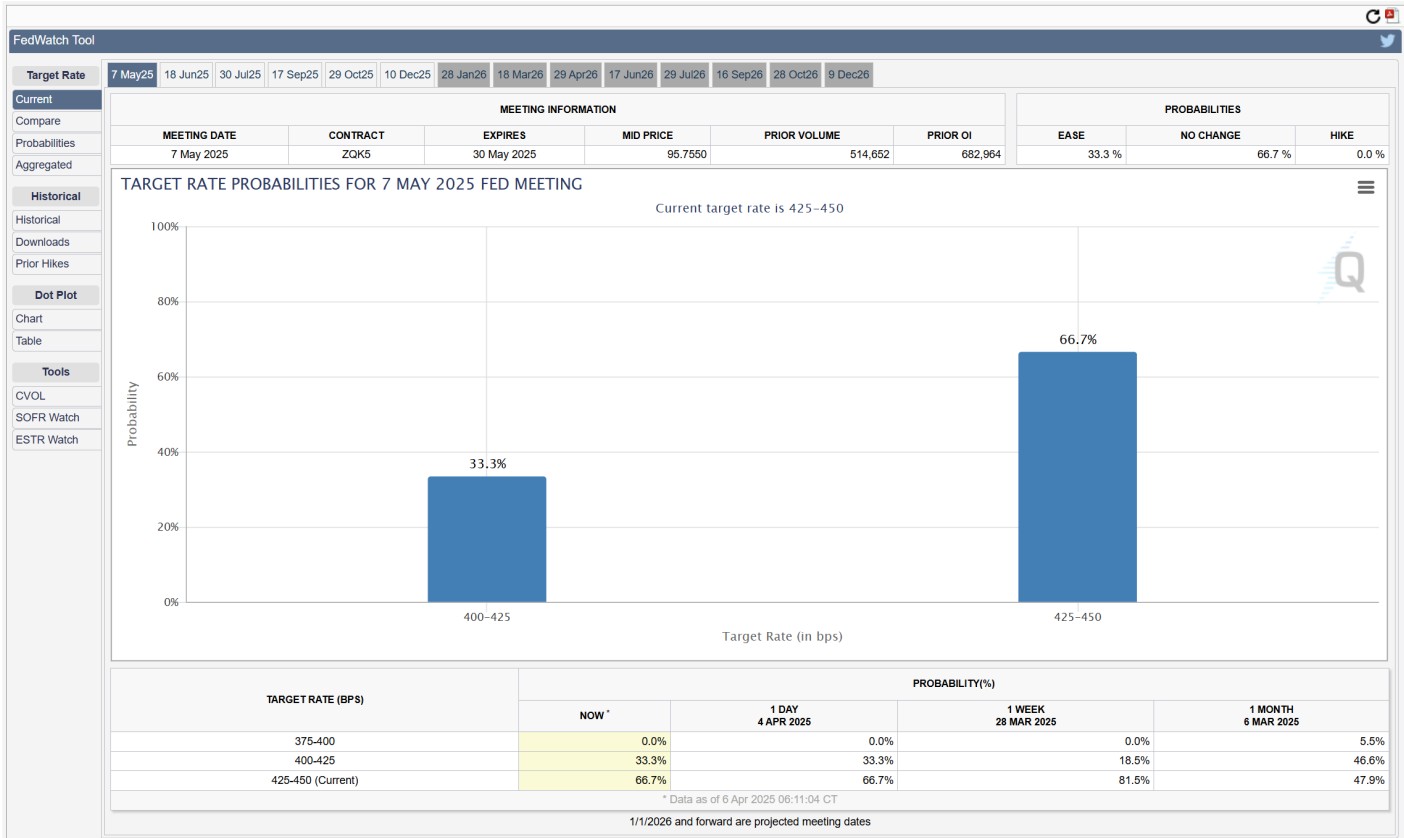 FedWatch Tool
Target Rate
Current
Compare
Probabilities
Aggregated
Historical
Historical
Downloads
Prior Hikes
Dot Plot
Chart
Table
Tools
CVOL
SOFR Watch
ESTR Watch
7 May25 18 Jun25 30 Jul25 17 Sep25 29 Oct25 10 Dec25 28 Jan26 18 Mar26 29 Apr26 17 Jun26 29 Jul26 16 Sep26 28 Oct26 9 Dec26
MEETING INFORMATION
MEETING DATE CONTRACT EXPIRES MID PRICE PRIOR VOLUME PRIOR OI
7 May 2025 ZQK5 30 May 2025 95.7550 514,652 682,964
PROBABILITIES
EASE NO CHANGE HIKE
33.3 % 66.7 % 0.0 %
TARGET RATE PROBABILITIES FOR 7 MAY 2025 FED MEETING
Current target rate is 425–450
Probability
100%
80%
60%
40%
20%
0%
33.3%
66.7%
Q
400–425 425–450
Target Rate (in bps)
TARGET RATE (BPS) PROBABILITY(%)
NOW * 1 DAY 1 WEEK 1 MONTH
4 APR 2025 28 MAR 2025 6 MAR 2025
375-400 0.0% 0.0% 0.0% 5.5%
400-425 33.3% 33.3% 18.5% 46.6%
425-450 (Current) 66.7% 66.7% 81.5% 47.9%
* Data as of 6 Apr 2025 06:11:04 CT
1/1/2026 and forward are projected meeting dates